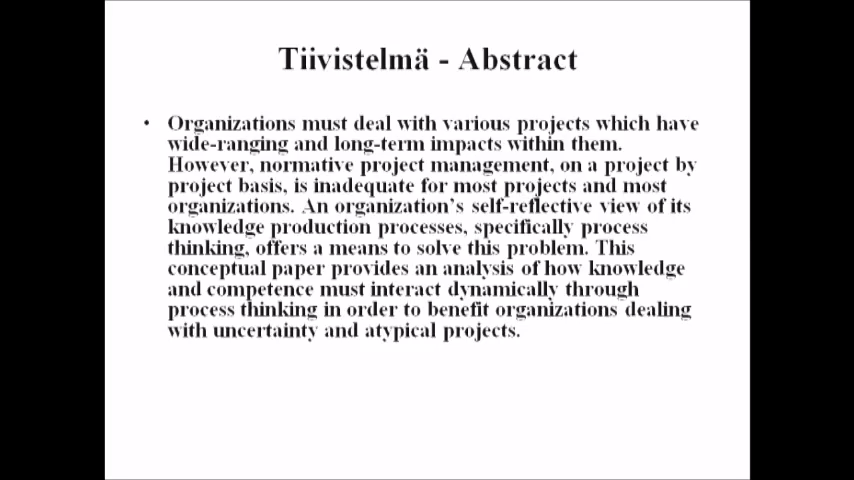 Tiivistelmä - Abstract
• Organizations must deal with various projects which have
wide-ranging and long-term impacts within them.
However, normative project management, on a project by
project basis, is inadequate for most projects and most
organizations. An organization's self-reflective view of its
knowledge production processes, specifically process
thinking, offers a means to solve this problem. This
conceptual paper provides an analysis of how knowledge
and competence must interact dynamically through
process thinking in order to benefit organizations dealing
with uncertainty and atypical projects.